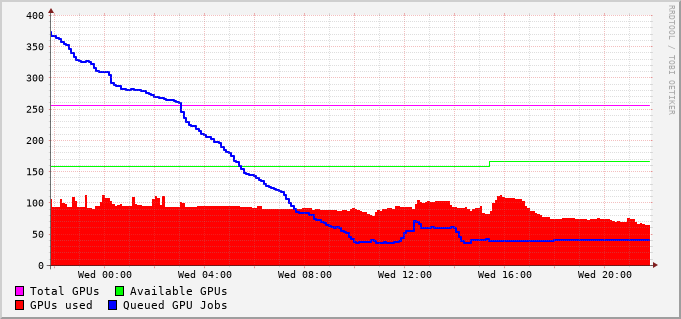 400
350
300
250
200
150
100
50
0
Wed 00:00 Wed 04:00 Wed 08:00 Wed 12:00 Wed 16:00 Wed 20:00
Total GPUs Available GPUs
GPUs used Queued GPU Jobs
RRDTOOL / TOBI OETIKER